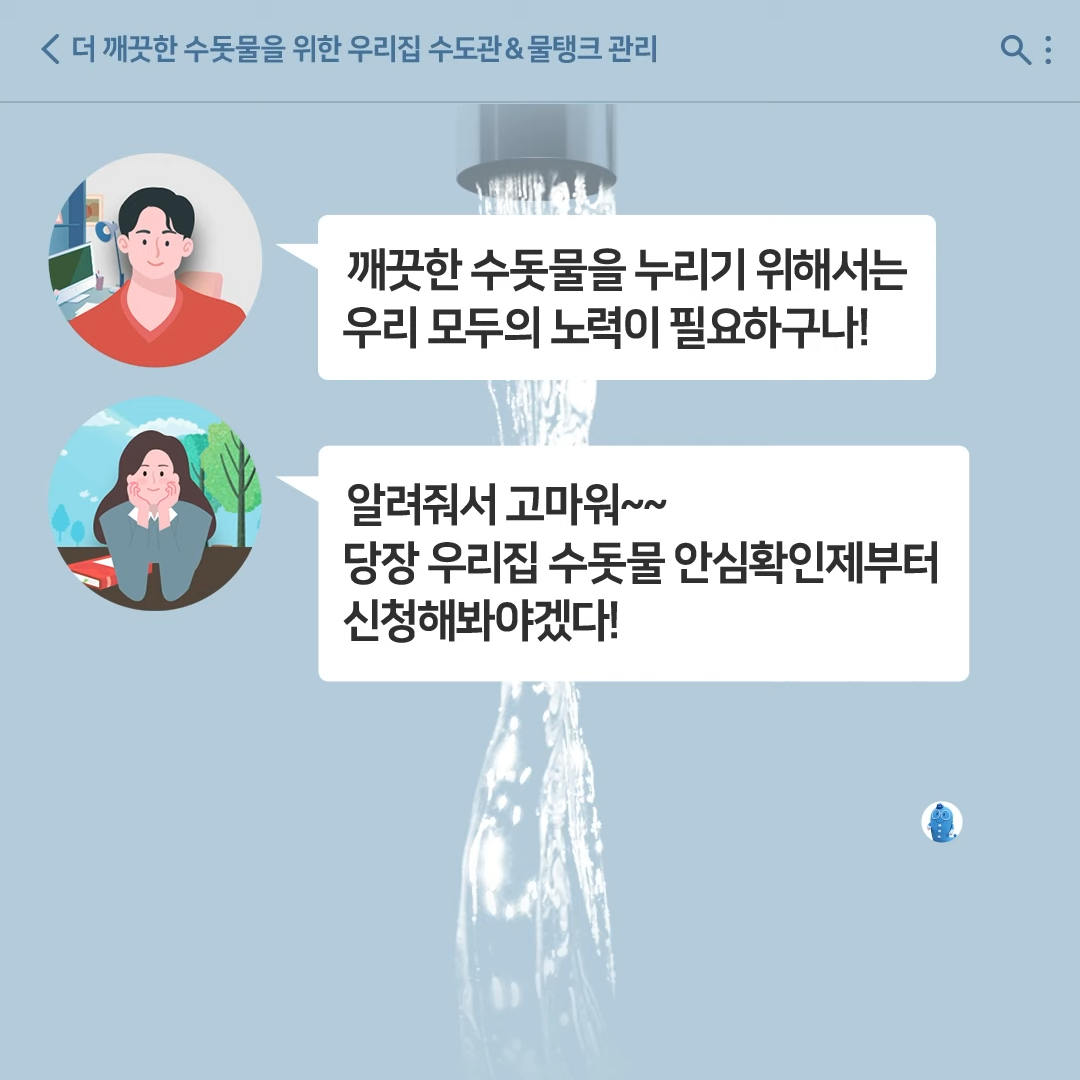 더 깨끗한 수돗물을 위한 우리집 수도관&물탱크 관리
깨끗한 수돗물을 누리기 위해서는
우리 모두의 노력이 필요하구나!
알려줘서 고마워~~
당장 우리집 수돗물 안심확인제부터
신청해봐야겠다!